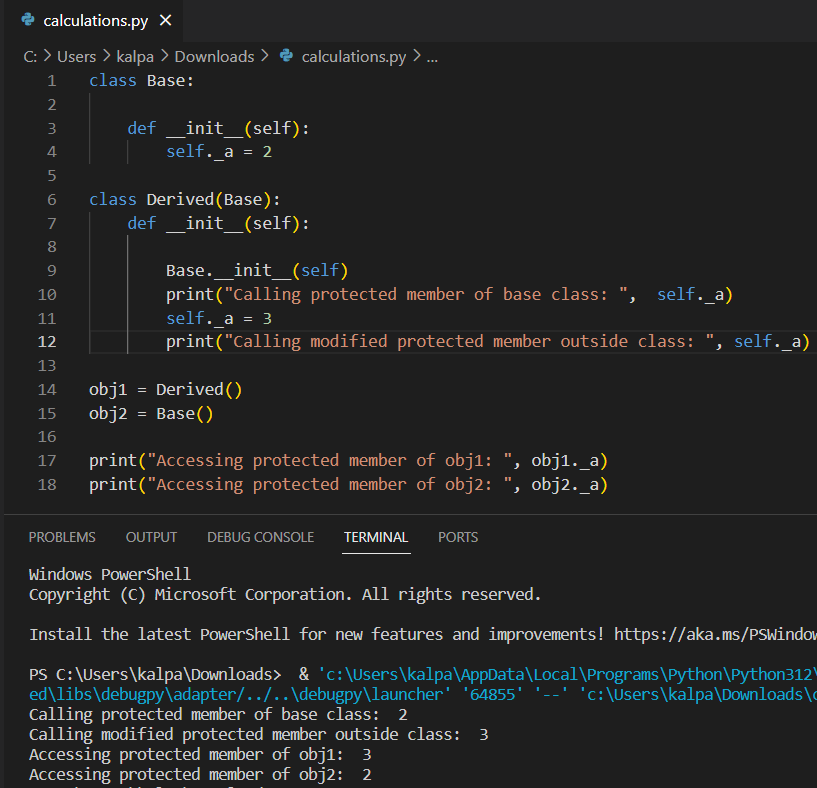 calculations.py ×
C: > Users > kalpa > Downloads > calculations.py > ...
1 class Base:
2
3 def __init__(self):
4 self._a = 2
5
6 class Derived(Base):
7 def __init__(self):
8
9 Base.__init__(self)
10 print("Calling protected member of base class: ",  self._a)
11 self._a = 3
12 print("Calling modified protected member outside class: ", self._a)
13
14 obj1 = Derived()
15 obj2 = Base()
16
17 print("Accessing protected member of obj1: ", obj1._a)
18 print("Accessing protected member of obj2: ", obj2._a)
PROBLEMS OUTPUT DEBUG CONSOLE TERMINAL PORTS
Windows PowerShell
Copyright (C) Microsoft Corporation. All rights reserved.
Install the latest PowerShell for new features and improvements! https://aka.ms/PSWindow
PS C:\Users\kalpa\Downloads>  & 'c:\Users\kalpa\AppData\Local\Programs\Python\Python312\
ed\libs\debugpy\adapter/../..\debugpy\launcher' '64855' '--' 'c:\Users\kalpa\Downloads\c
Calling protected member of base class:  2
Calling modified protected member outside class:  3
Accessing protected member of obj1:  3
Accessing protected member of obj2:  2